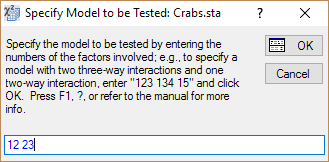 Specify Model to be Tested: Crabs.sta
?
Specify the model to be tested by entering the
numbers of the factors involved; e.g., to specify a
model with two three-way interactions and one
two-way interaction, enter "123 134 15" and click
OK. Press F1, ?, or refer to the manual for more
info.
OK
Cancel
12 23